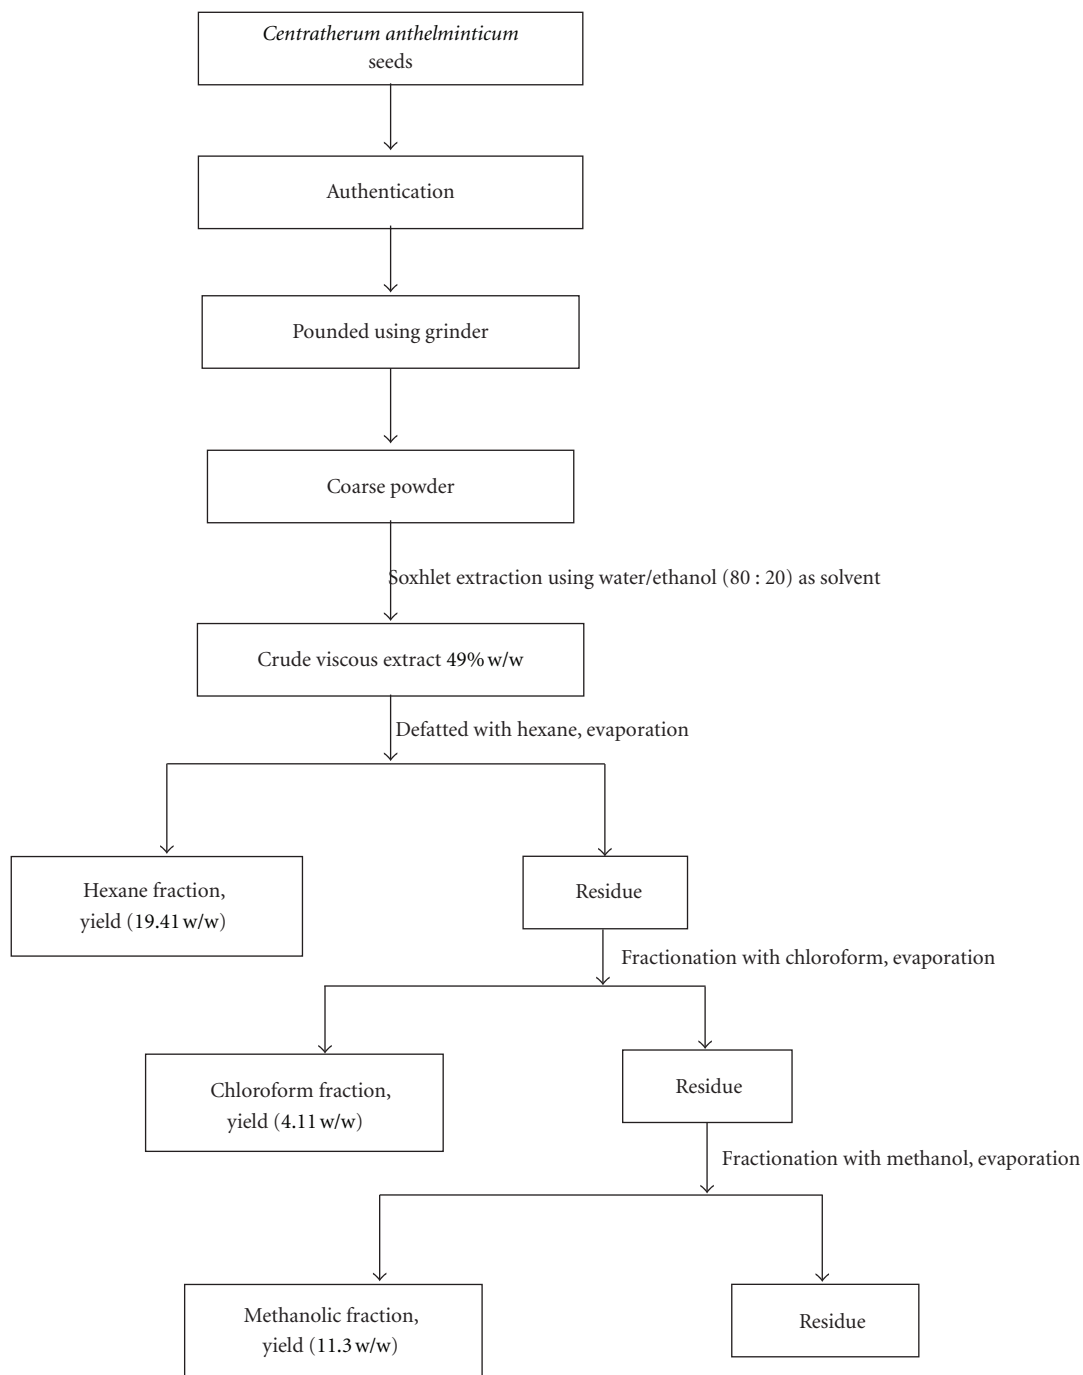 Centratherum anthelminticum
seeds
Authentication
Pounded using grinder
Coarse powder
Soxhlet extraction using water/ethanol (80 : 20) as solvent
Crude viscous extract 49% w/w
Defatted with hexane, evaporation
Hexane fraction,
yield (19.41 w/w)
Residue
Fractionation with chloroform, evaporation
Chloroform fraction,
yield (4.11 w/w)
Residue
Fractionation with methanol, evaporation
Methanolic fraction,
yield (11.3 w/w)
Residue